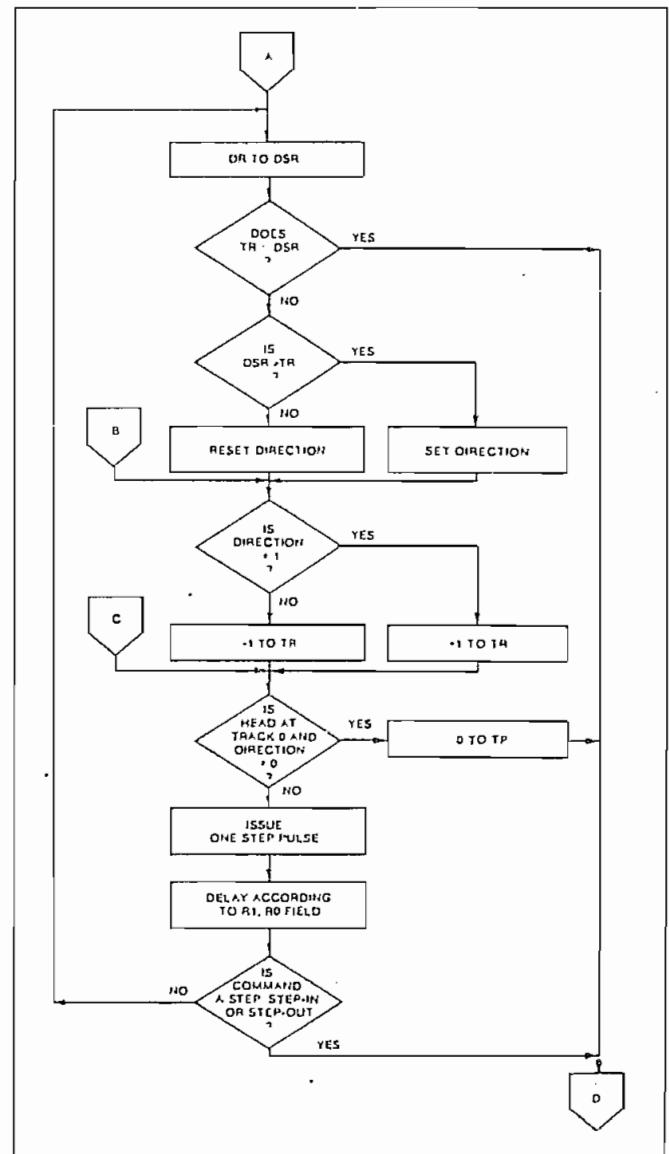 A
DR TO DSR
DOES
TR = DSR
?
YES
NO
IS
DSR >TR
?
YES
NO
B
RESET DIRECTION
SET DIRECTION
IS
DIRECTION
= 1
?
YES
NO
C
-1 TO TR
+1 TO TR
IS
HEAD AT
TRACK 0 AND
DIRECTION
= 0
?
YES
0 TO TR
NO
ISSUE
ONE STEP PULSE
DELAY ACCORDING
TO R1, R0 FIELD
IS
COMMAND
A STEP, STEP-IN
OR STEP-OUT
?
NO
YES
D